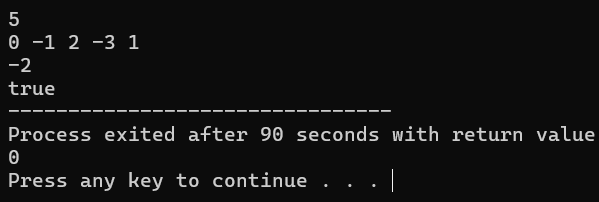 5
0 -1 2 -3 1
-2
true
--------------------------------
Process exited after 90 seconds with return value
0
Press any key to continue . . .